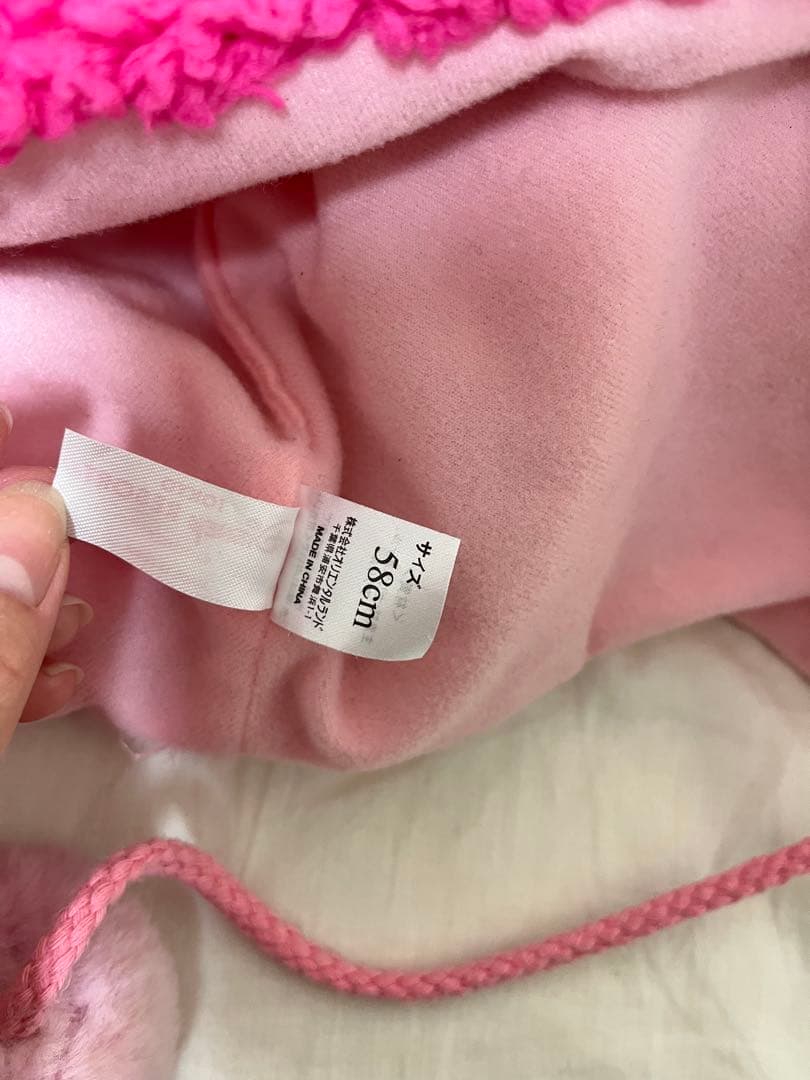 サイズ
58cm
株式会社オリエンタルランド
千葉県浦安市舞浜1-1
MADE IN CHINA